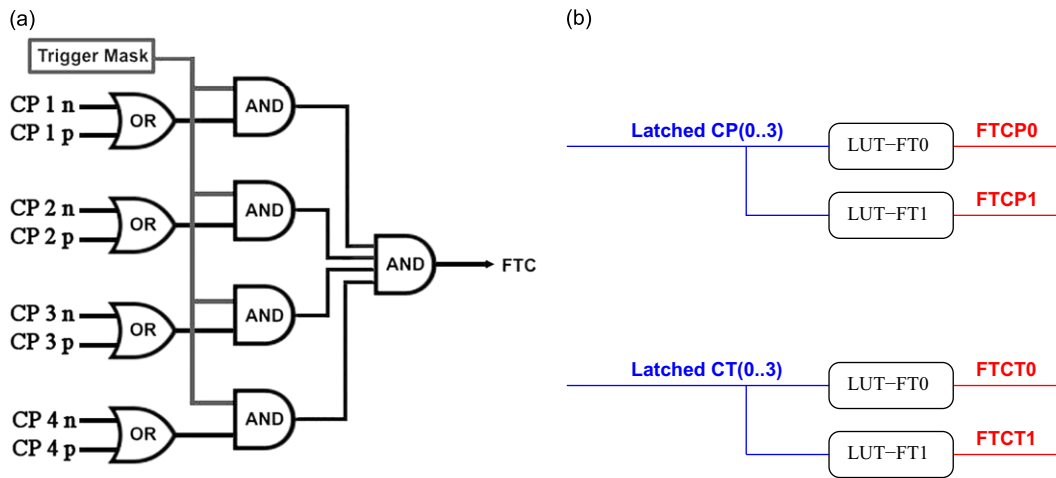 (a)
Trigger Mask
CP 1 n
CP 1 p
OR
AND
CP 2 n
CP 2 p
OR
AND
AND
FTC
CP 3 n
CP 3 p
OR
AND
CP 4 n
CP 4 p
OR
AND
(b)
Latched CP(0..3)
LUT−FT0
FTCP0
LUT−FT1
FTCP1
Latched CT(0..3)
LUT−FT0
FTCT0
LUT−FT1
FTCT1